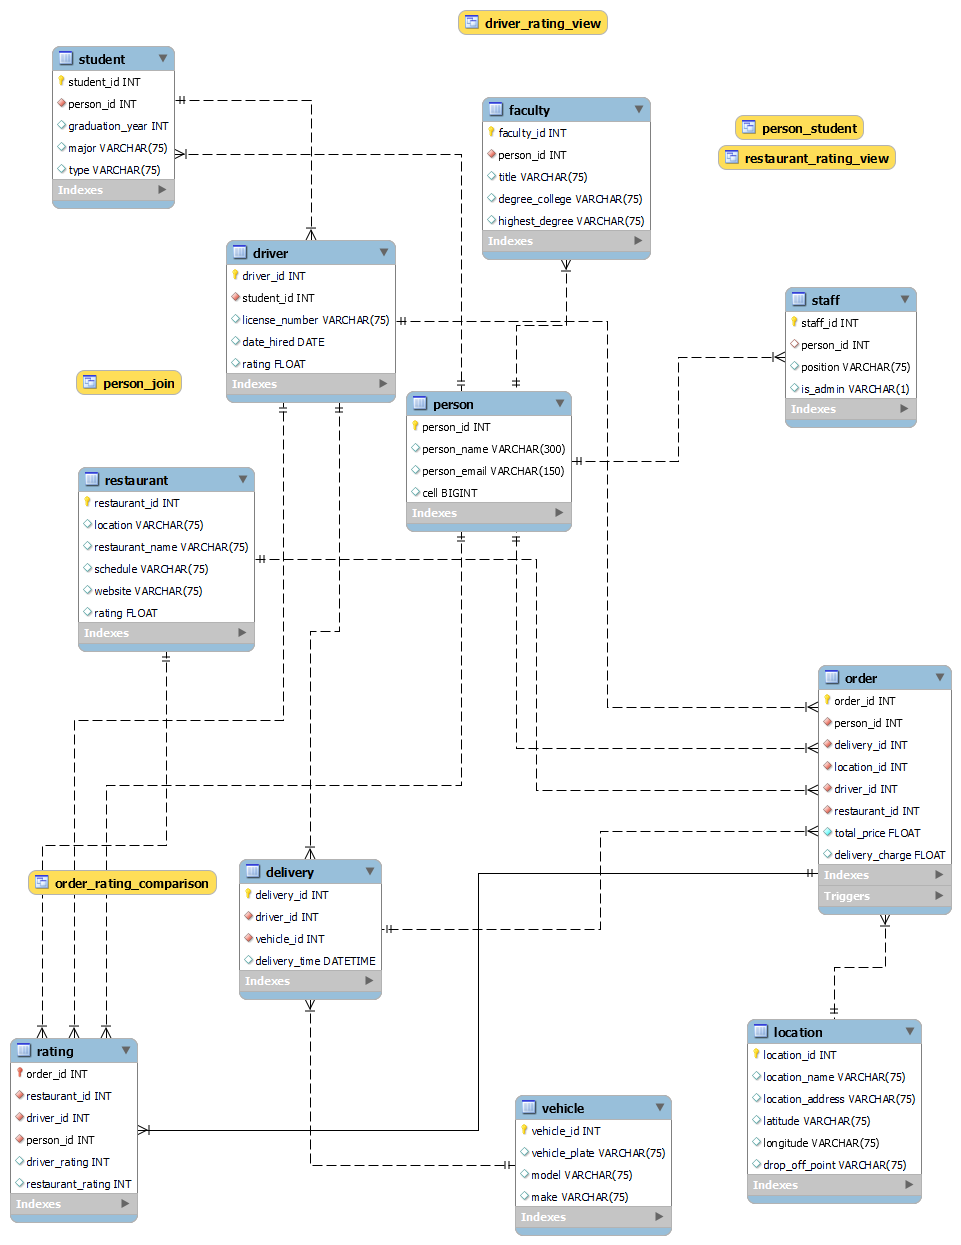 driver_rating_view
student
student_id INT
person_id INT
graduation_year INT
major VARCHAR(75)
type VARCHAR(75)
Indexes
faculty
faculty_id INT
person_id INT
title VARCHAR(75)
degree_college VARCHAR(75)
highest_degree VARCHAR(75)
Indexes
person_student
restaurant_rating_view
driver
driver_id INT
student_id INT
license_number VARCHAR(75)
date_hired DATE
rating FLOAT
Indexes
staff
staff_id INT
person_id INT
position VARCHAR(75)
is_admin VARCHAR(1)
Indexes
person_join
person
person_id INT
person_name VARCHAR(300)
person_email VARCHAR(150)
cell BIGINT
Indexes
restaurant
restaurant_id INT
location VARCHAR(75)
restaurant_name VARCHAR(75)
schedule VARCHAR(75)
website VARCHAR(75)
rating FLOAT
Indexes
order
order_id INT
person_id INT
delivery_id INT
location_id INT
driver_id INT
restaurant_id INT
total_price FLOAT
delivery_charge FLOAT
Indexes
Triggers
order_rating_comparison
delivery
delivery_id INT
driver_id INT
vehicle_id INT
delivery_time DATETIME
Indexes
location
location_id INT
location_name VARCHAR(75)
location_address VARCHAR(75)
latitude VARCHAR(75)
longitude VARCHAR(75)
drop_off_point VARCHAR(75)
Indexes
rating
order_id INT
restaurant_id INT
driver_id INT
person_id INT
driver_rating INT
restaurant_rating INT
Indexes
vehicle
vehicle_id INT
vehicle_plate VARCHAR(75)
model VARCHAR(75)
make VARCHAR(75)
Indexes